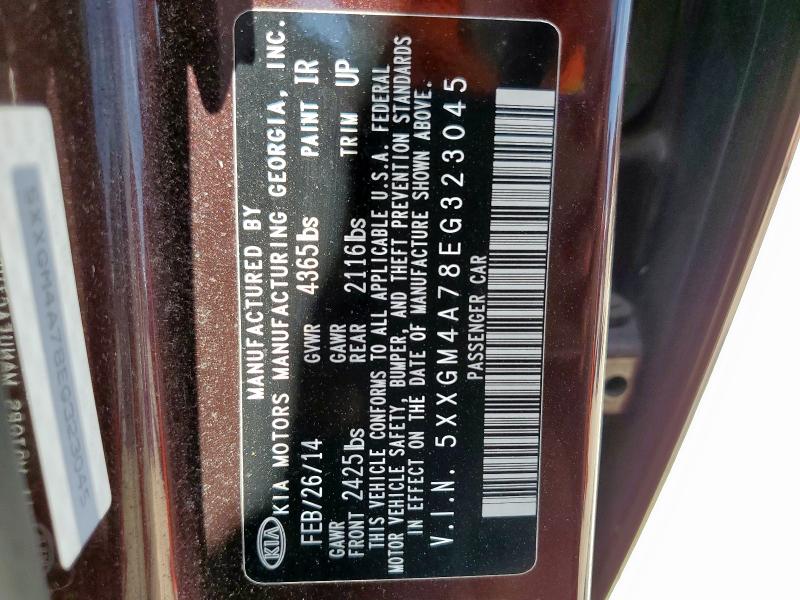 MANUFACTURED BY
KIA KIA MOTORS MANUFACTURING GEORGIA, INC.
FEB/26/14 GVWR 4365lbs PAINT IR
GAWR FRONT 2425lbs GAWR REAR 2116lbs TRIM UP
THIS VEHICLE CONFORMS TO ALL APPLICABLE U.S.A. FEDERAL
MOTOR VEHICLE SAFETY, BUMPER, AND THEFT PREVENTION STANDARDS
IN EFFECT ON THE DATE OF MANUFACTURE SHOWN ABOVE.
V.I.N. 5XXGM4A78EG323045
PASSENGER CAR
5XXGM4A78EG323045